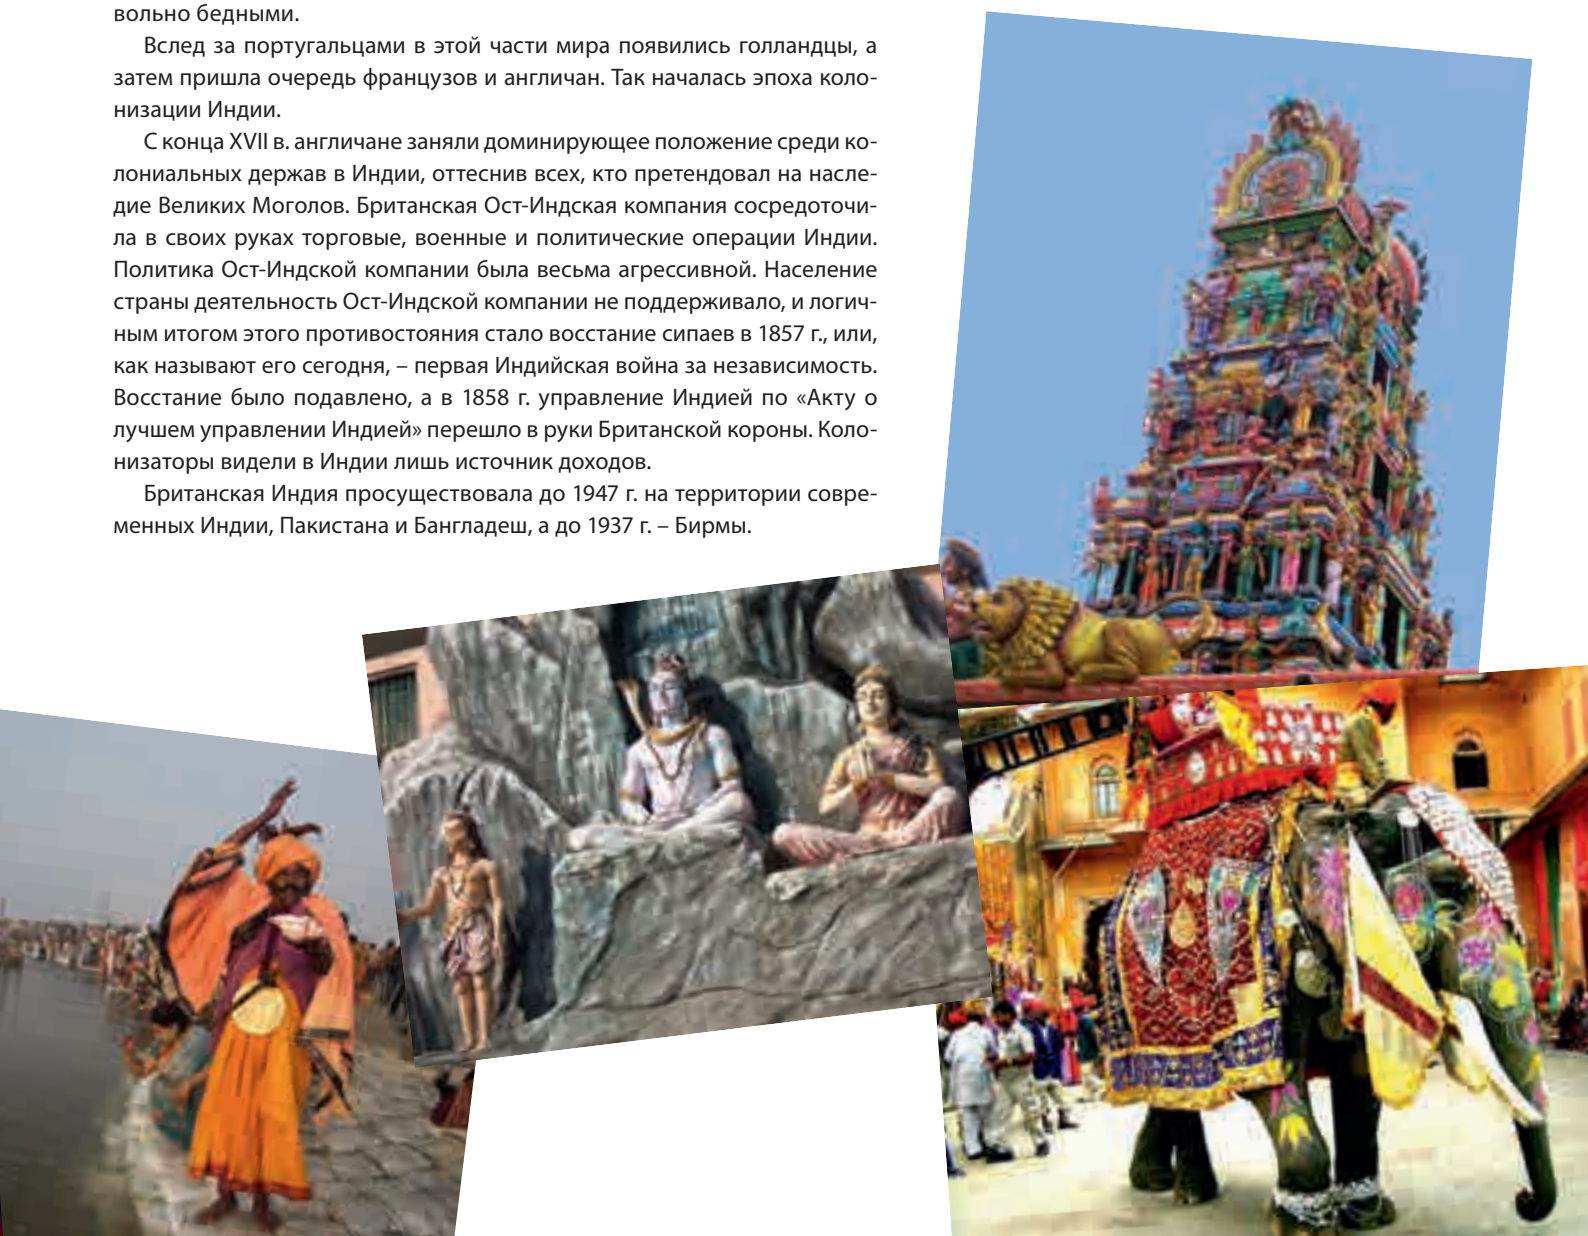 вольно бедными.
Вслед за португальцами в этой части мира появились голландцы, а
затем пришла очередь французов и англичан. Так началась эпоха коло-
низации Индии.
С конца XVII в. англичане заняли доминирующее положение среди ко-
лониальных держав в Индии, оттеснив всех, кто претендовал на насле-
дие Великих Моголов. Британская Ост-Индская компания сосредоточи-
ла в своих руках торговые, военные и политические операции Индии.
Политика Ост-Индской компании была весьма агрессивной. Население
страны деятельность Ост-Индской компании не поддерживало, и логич-
ным итогом этого противостояния стало восстание сипаев в 1857 г., или,
как называют его сегодня, – первая Индийская война за независимость.
Восстание было подавлено, а в 1858 г. управление Индией по «Акту о
лучшем управлении Индией» перешло в руки Британской короны. Коло-
низаторы видели в Индии лишь источник доходов.
Британская Индия просуществовала до 1947 г. на территории совре-
менных Индии, Пакистана и Бангладеш, а до 1937 г. – Бирмы.